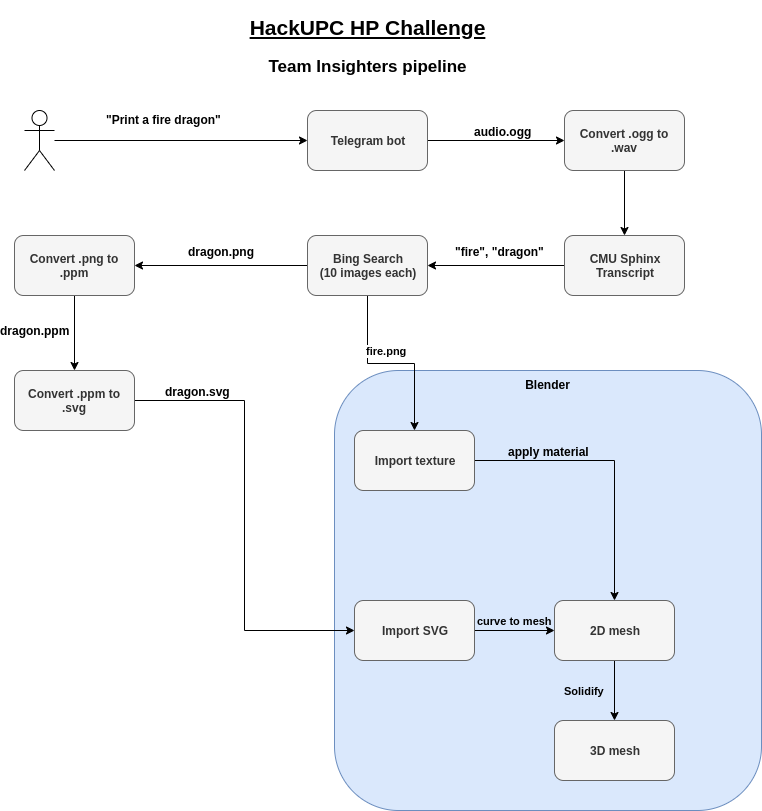 HackUPC HP Challenge
Team Insighters pipeline
"Print a fire dragon"
Telegram bot
audio.ogg
Convert .ogg to
.wav
CMU Sphinx
Transcript
"fire", "dragon"
Bing Search
(10 images each)
dragon.png
Convert .png to
.ppm
dragon.ppm
Convert .ppm to
.svg
dragon.svg
fire.png
Blender
Import texture
apply material
Import SVG
curve to mesh
2D mesh
Solidify
3D mesh